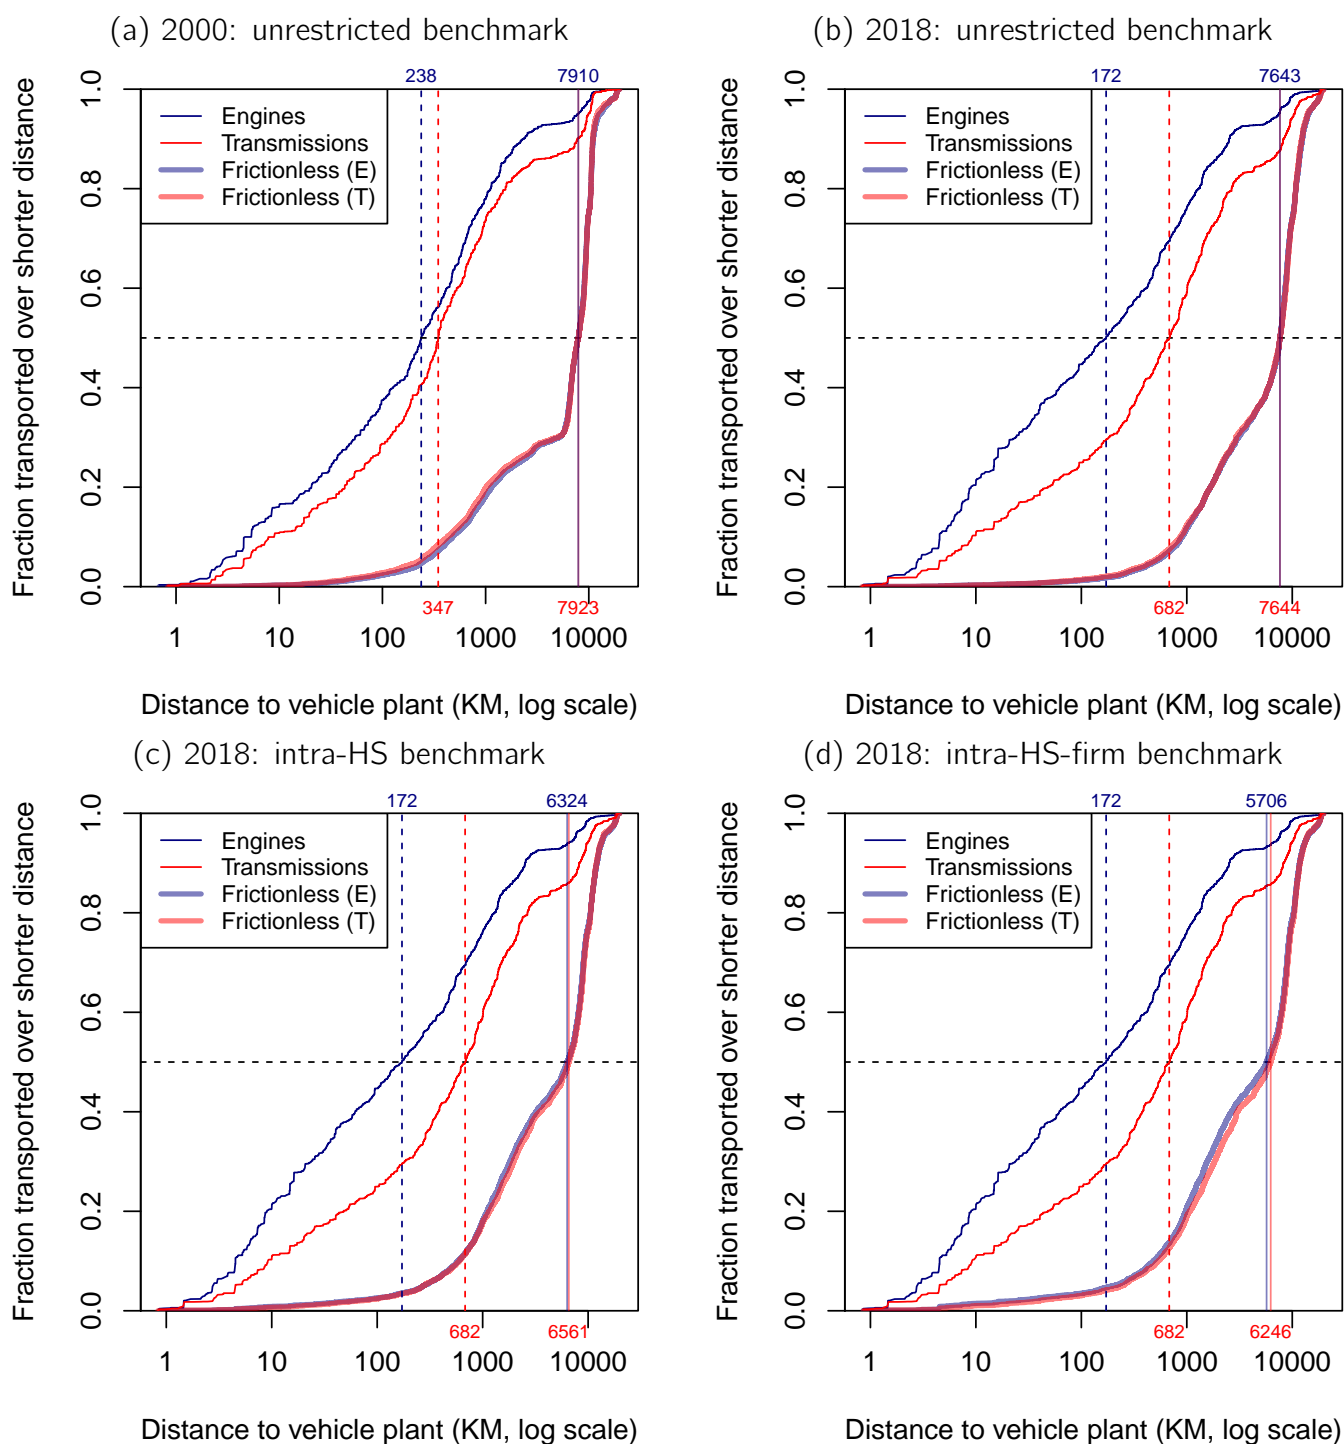 (a) 2000: unrestricted benchmark
238
7910
Fraction transported over shorter distance
0.0 0.2 0.4 0.6 0.8 1.0
Engines
Transmissions
Frictionless (E)
Frictionless (T)
347
7923
1 10 100 1000 10000
Distance to vehicle plant (KM, log scale)
(b) 2018: unrestricted benchmark
172
7643
Fraction transported over shorter distance
0.0 0.2 0.4 0.6 0.8 1.0
Engines
Transmissions
Frictionless (E)
Frictionless (T)
682
7644
1 10 100 1000 10000
Distance to vehicle plant (KM, log scale)
(c) 2018: intra-HS benchmark
172
6324
Fraction transported over shorter distance
0.0 0.2 0.4 0.6 0.8 1.0
Engines
Transmissions
Frictionless (E)
Frictionless (T)
682
6561
1 10 100 1000 10000
Distance to vehicle plant (KM, log scale)
(d) 2018: intra-HS-firm benchmark
172
5706
Fraction transported over shorter distance
0.0 0.2 0.4 0.6 0.8 1.0
Engines
Transmissions
Frictionless (E)
Frictionless (T)
682
6246
1 10 100 1000 10000
Distance to vehicle plant (KM, log scale)